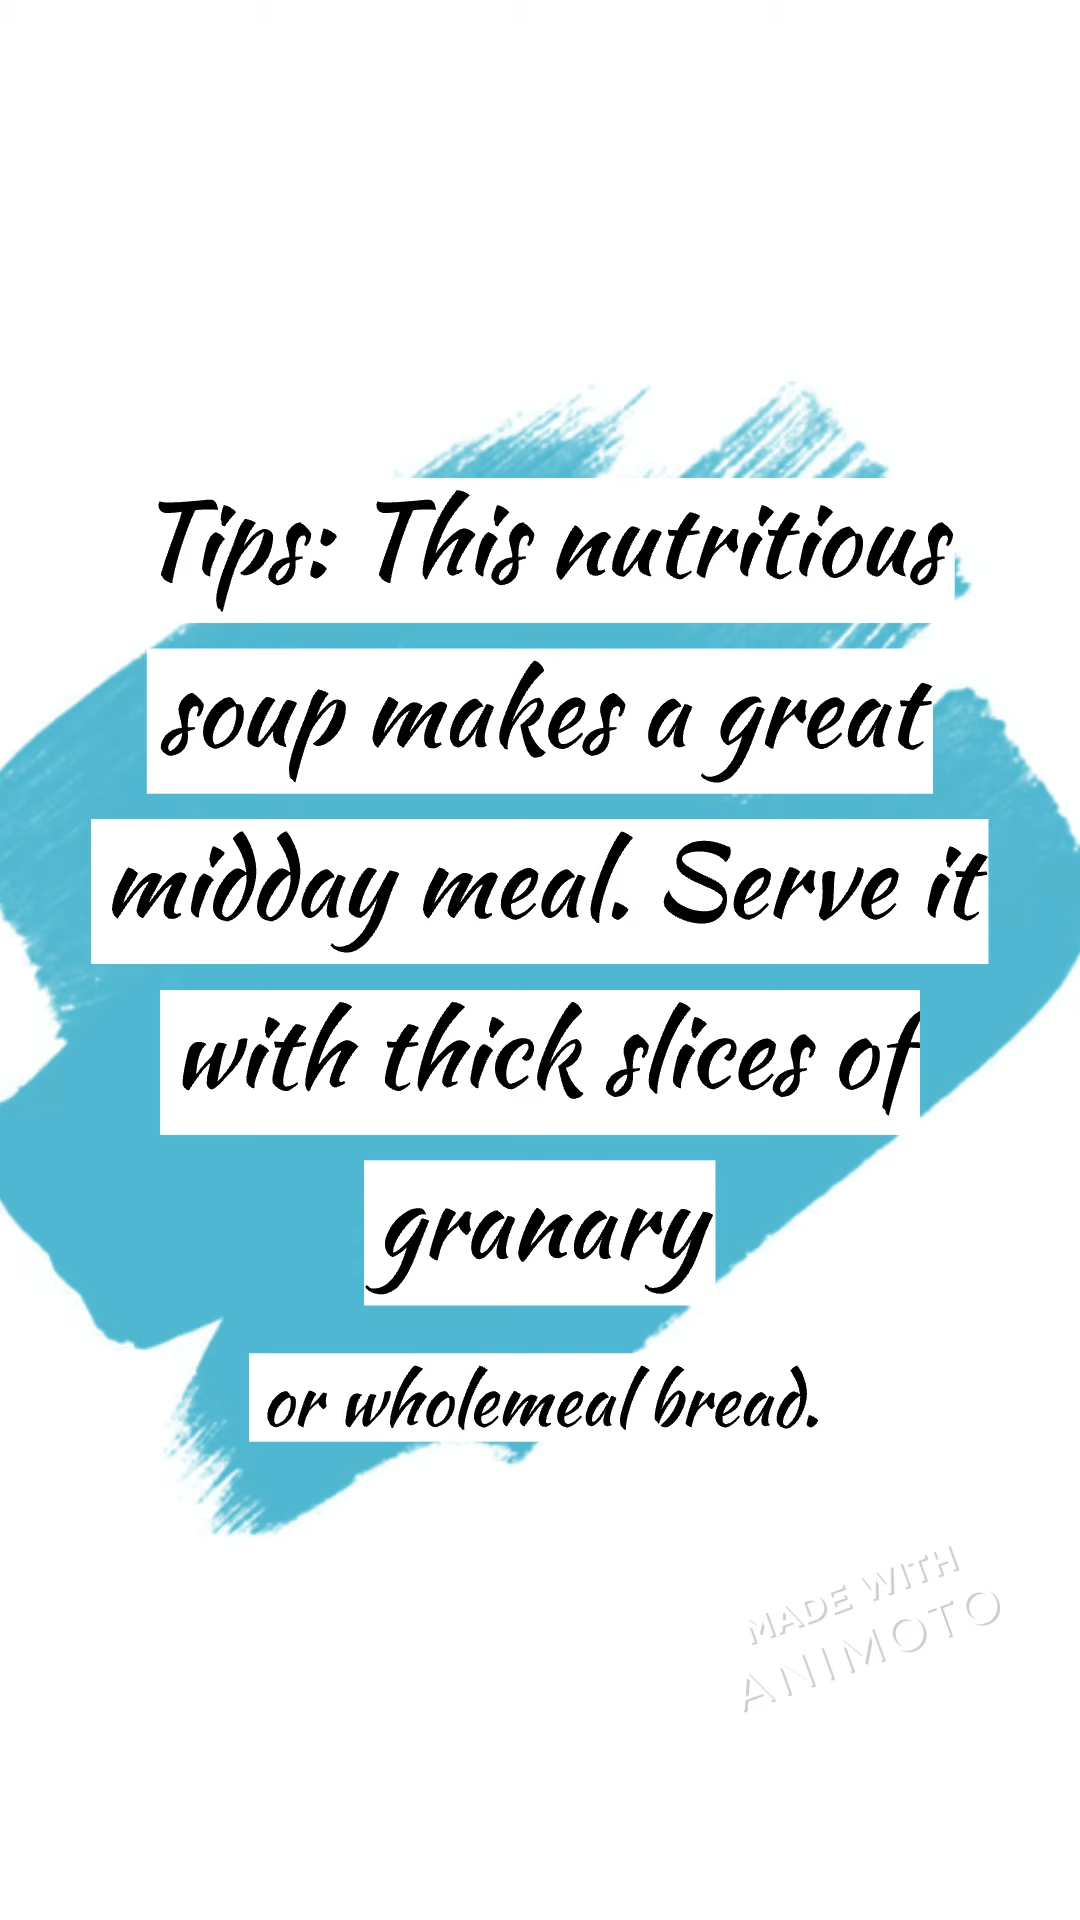 Tips: This nutritious
soup makes a great
midday meal. Serve it
with thick slices of
granary
or wholemeal bread.
MADE WITH
ANIMOTO